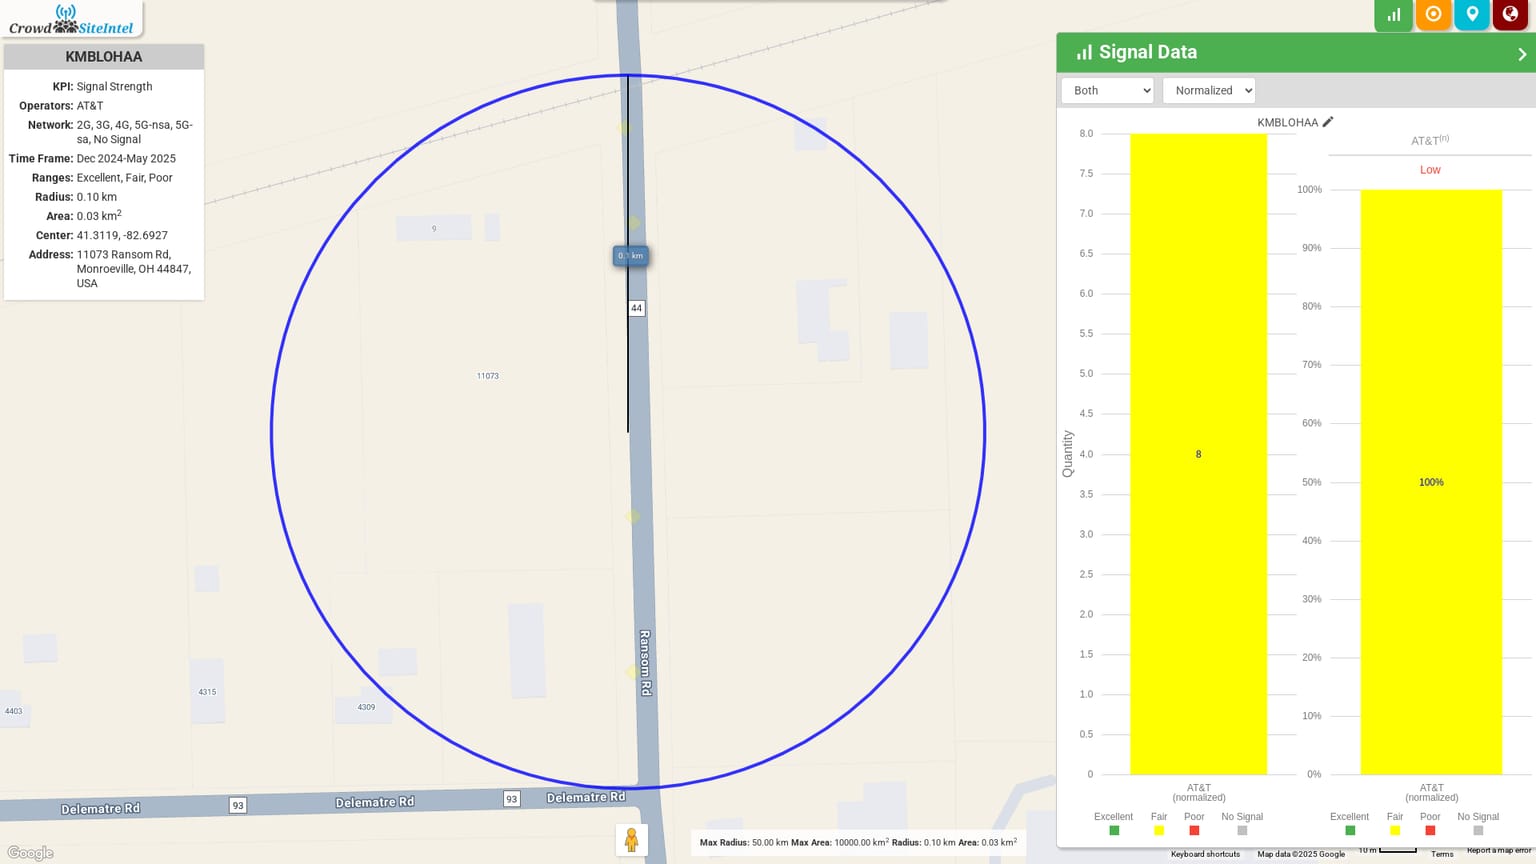 Crowd SiteIntel
KMBLOHAA
KPI: Signal Strength
Operators: AT&T
Network: 2G, 3G, 4G, 5G-nsa, 5G-
sa, No Signal
Time Frame: Dec 2024-May 2025
Ranges: Excellent, Fair, Poor
Radius: 0.10 km
Area: 0.03 km²
Center: 41.3119, -82.6927
Address: 11073 Ransom Rd,
Monroeville, OH 44847,
USA
9
0.1 km
44
11073
Ransom Rd
4315
4403
4309
Delematre Rd
93
Delematre Rd
93
Delematre Rd
Google
Max Radius: 50.00 km Max Area: 10000.00 km² Radius: 0.10 km Area: 0.03 km²
Signal Data
Both
Normalized
KMBLOHAA
Quantity
8.0
7.5
7.0
6.5
6.0
5.5
5.0
4.5
4.0
3.5
3.0
2.5
2.0
1.5
1.0
0.5
0
8
AT&T
(normalized)
Excellent Fair Poor No Signal
AT&T(n)
Low
100%
90%
80%
70%
60%
50%
40%
30%
20%
10%
0%
100%
AT&T
(normalized)
Excellent Fair Poor No Signal
Keyboard shortcuts Map data ©2025 Google 10 m Terms Report a map error